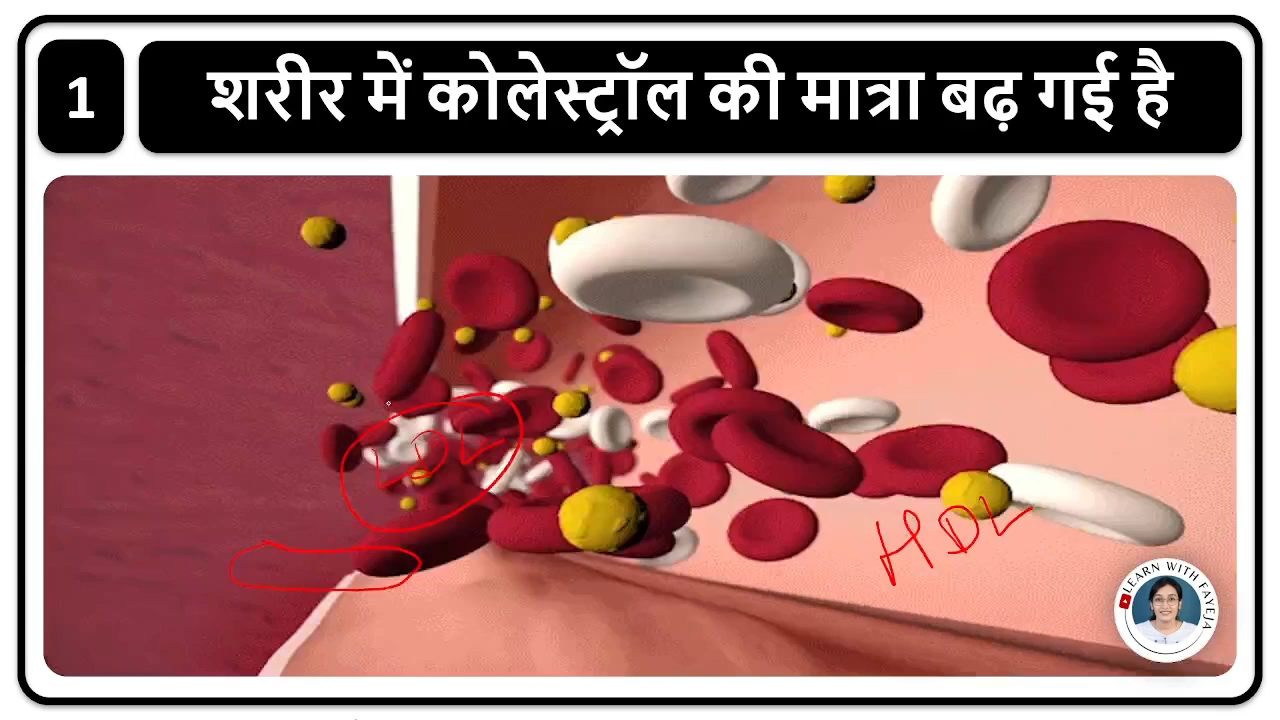 1
शरीर में कोलेस्ट्रॉल की मात्रा बढ़ गई है
LDL
HDL
LEARN WITH FAYEJA